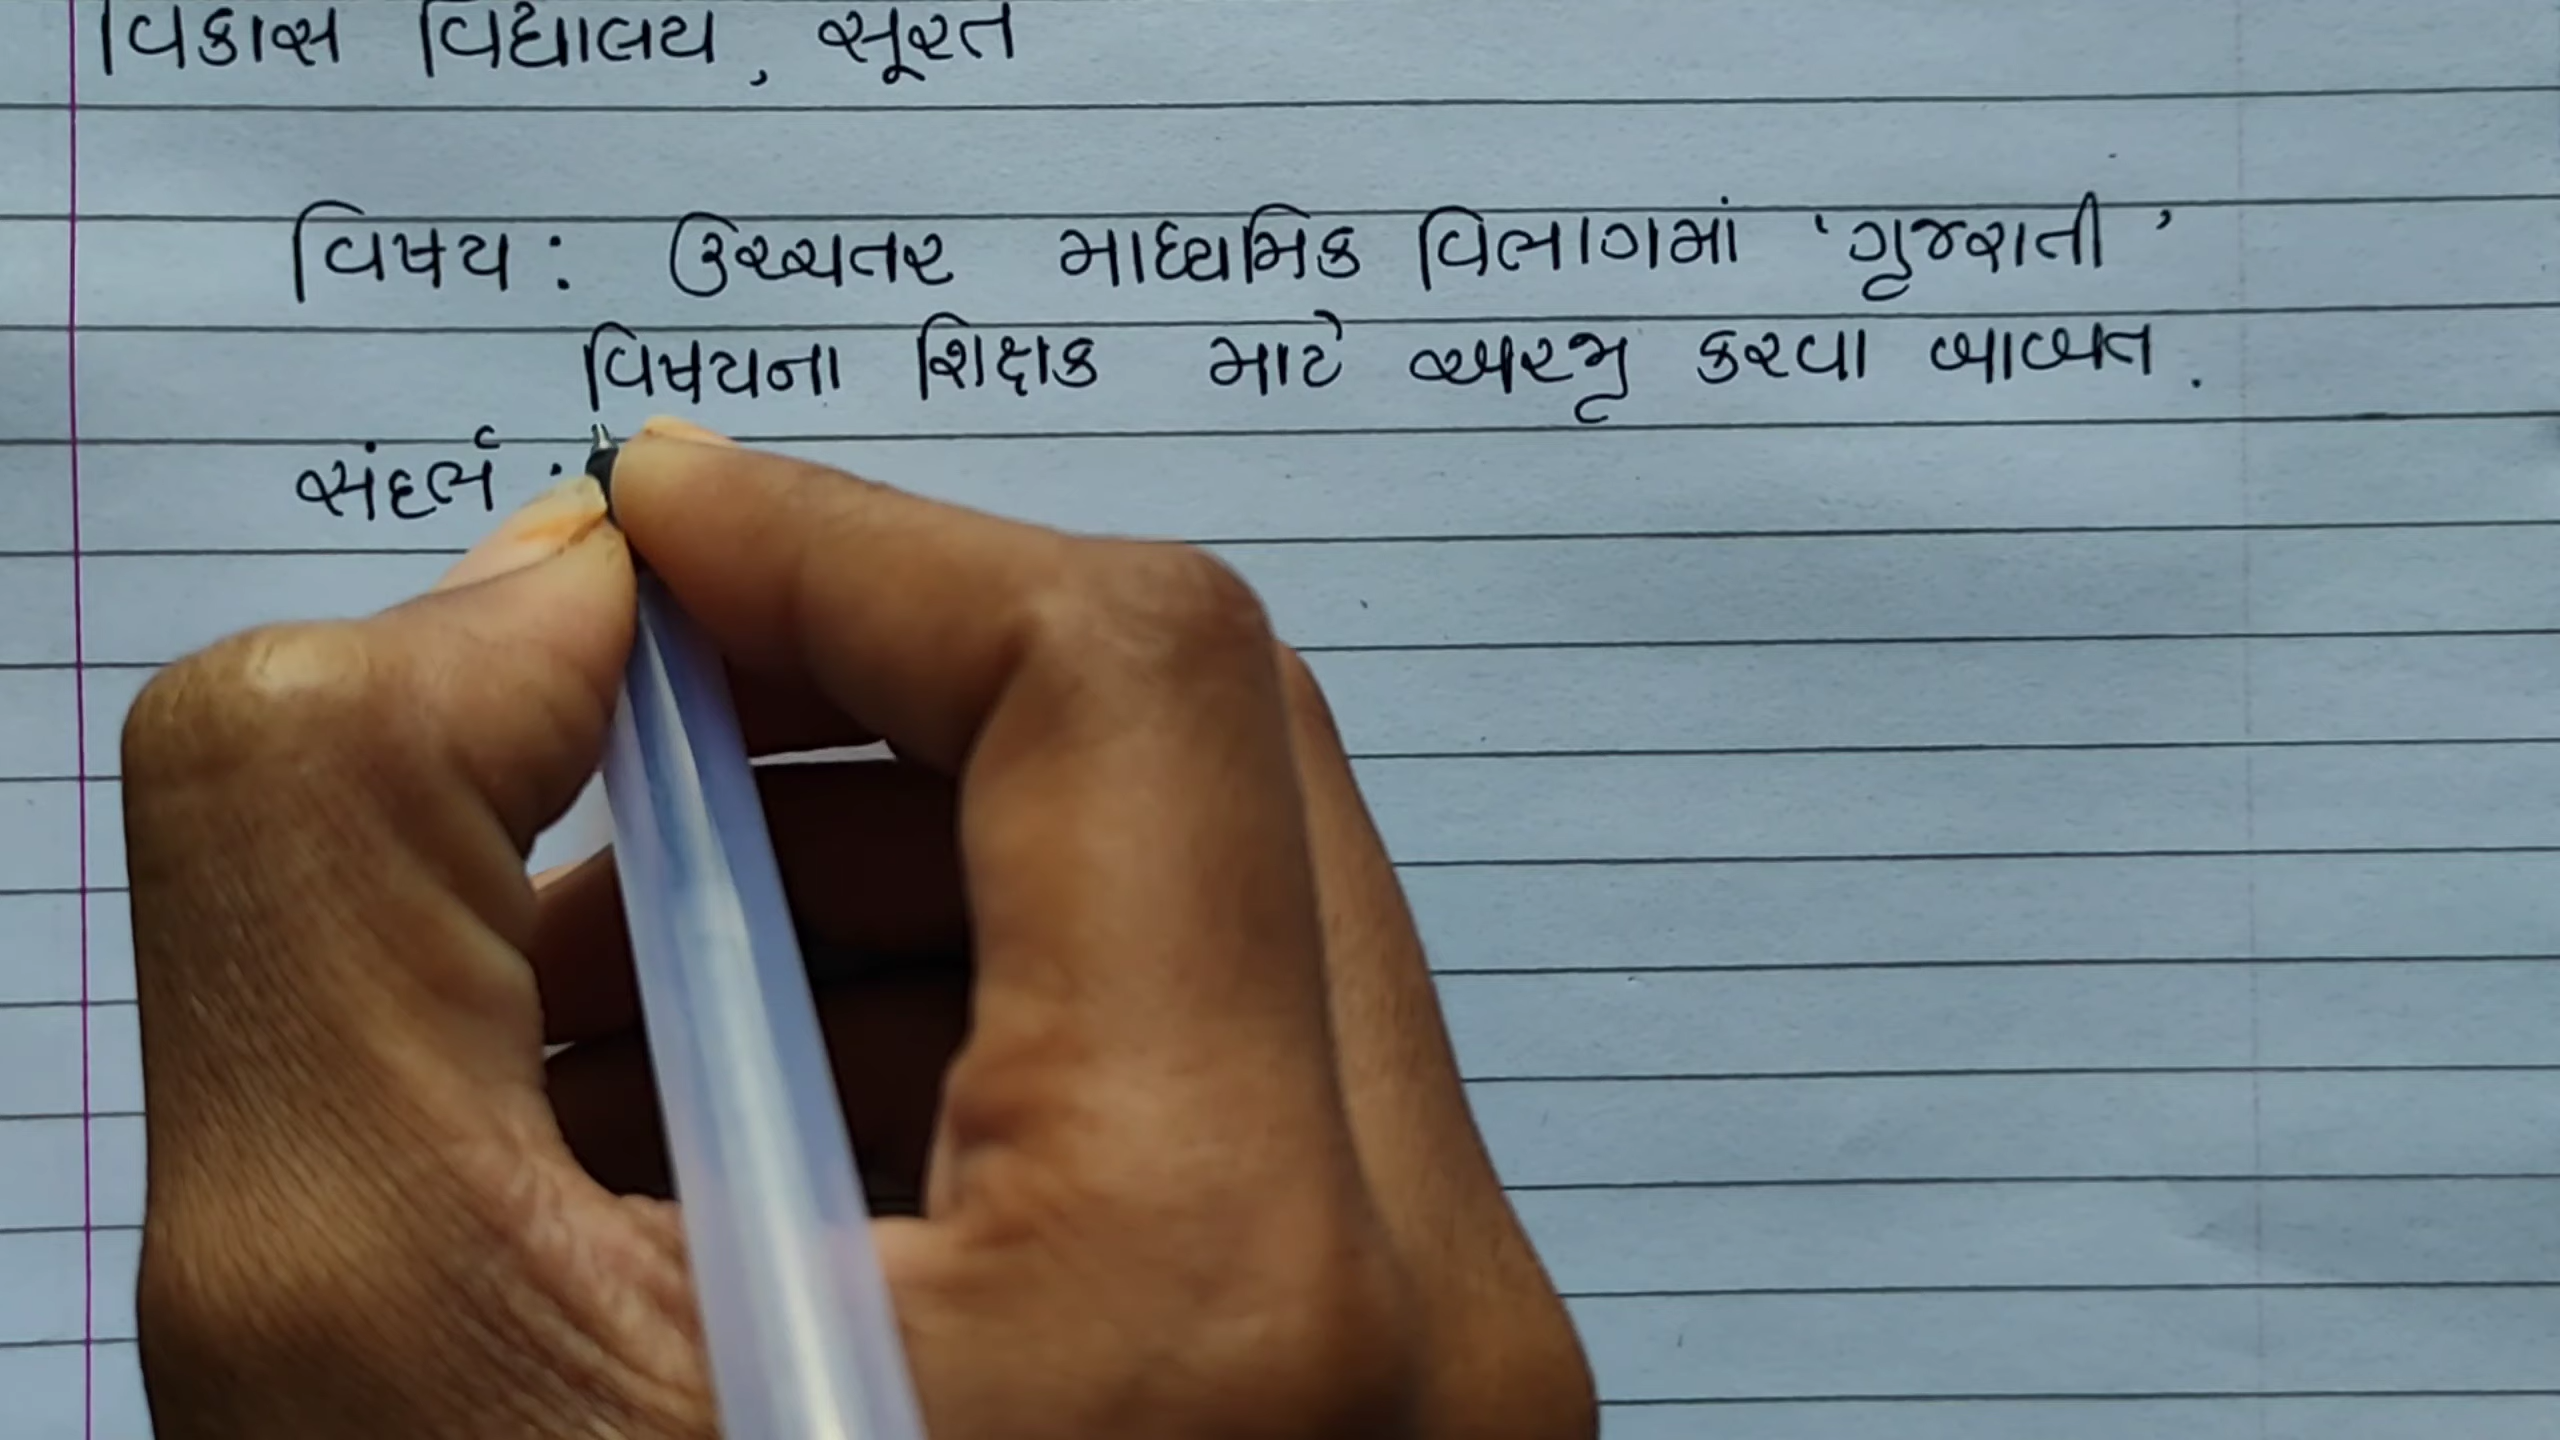 વિકાસ વિદ્યાલય, સૂરત
વિષય : ઉચ્ચતર માધ્યમિક વિભાગમાં ‘ગુજરાતી’
વિષયના શિક્ષક માટે અરજી કરવા બાબત.
સંદર્ભ :